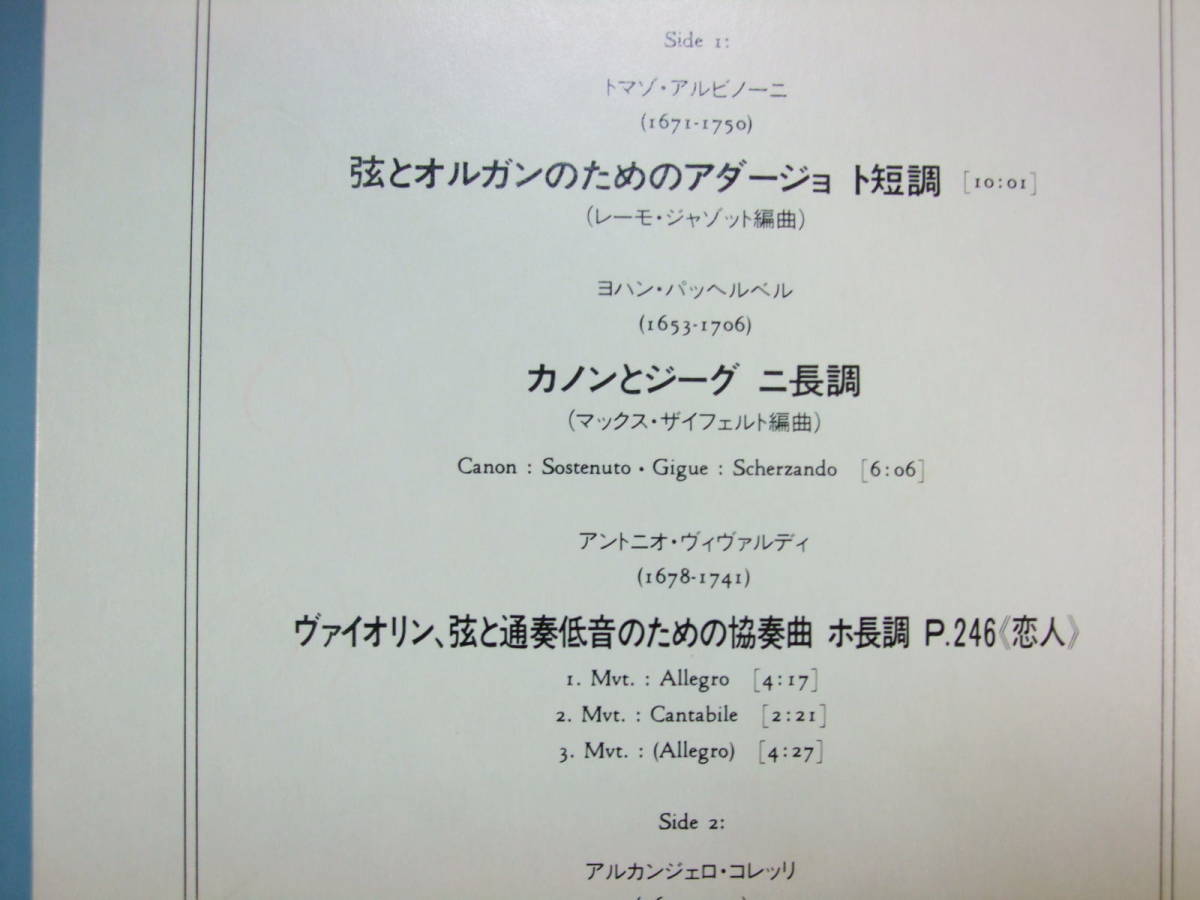 Side 1:
トマゾ・アルビノーニ
(1671-1750)
弦とオルガンのためのアダージョ ト短調 [10:01]
(レーモ・ジャゾット編曲)
ヨハン・パッヘルベル
(1653-1706)
カノンとジーグ ニ長調
(マックス・ザイフェルト編曲)
Canon : Sostenuto・Gigue : Scherzando [6:06]
アントニオ・ヴィヴァルディ
(1678-1741)
ヴァイオリン、弦と通奏低音のための協奏曲 ホ長調 P.246《恋人》
1. Mvt. : Allegro [4:17]
2. Mvt. : Cantabile [2:21]
3. Mvt. : (Allegro) [4:27]
Side 2:
アルカンジェロ・コレッリ